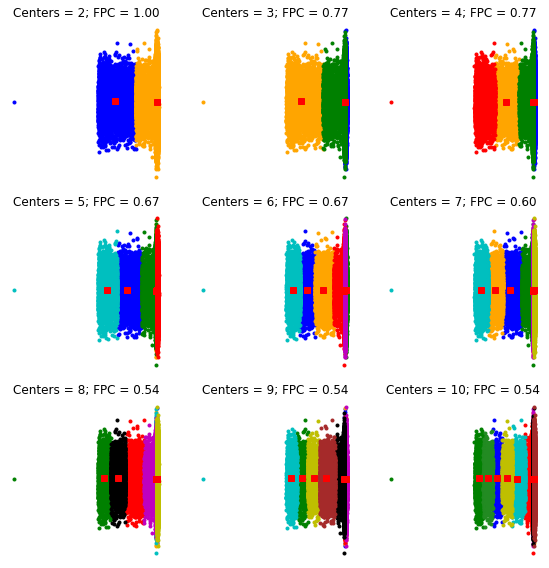 Centers = 2; FPC = 1.00
Centers = 3; FPC = 0.77
Centers = 4; FPC = 0.77
Centers = 5; FPC = 0.67
Centers = 6; FPC = 0.67
Centers = 7; FPC = 0.60
Centers = 8; FPC = 0.54
Centers = 9; FPC = 0.54
Centers = 10; FPC = 0.54